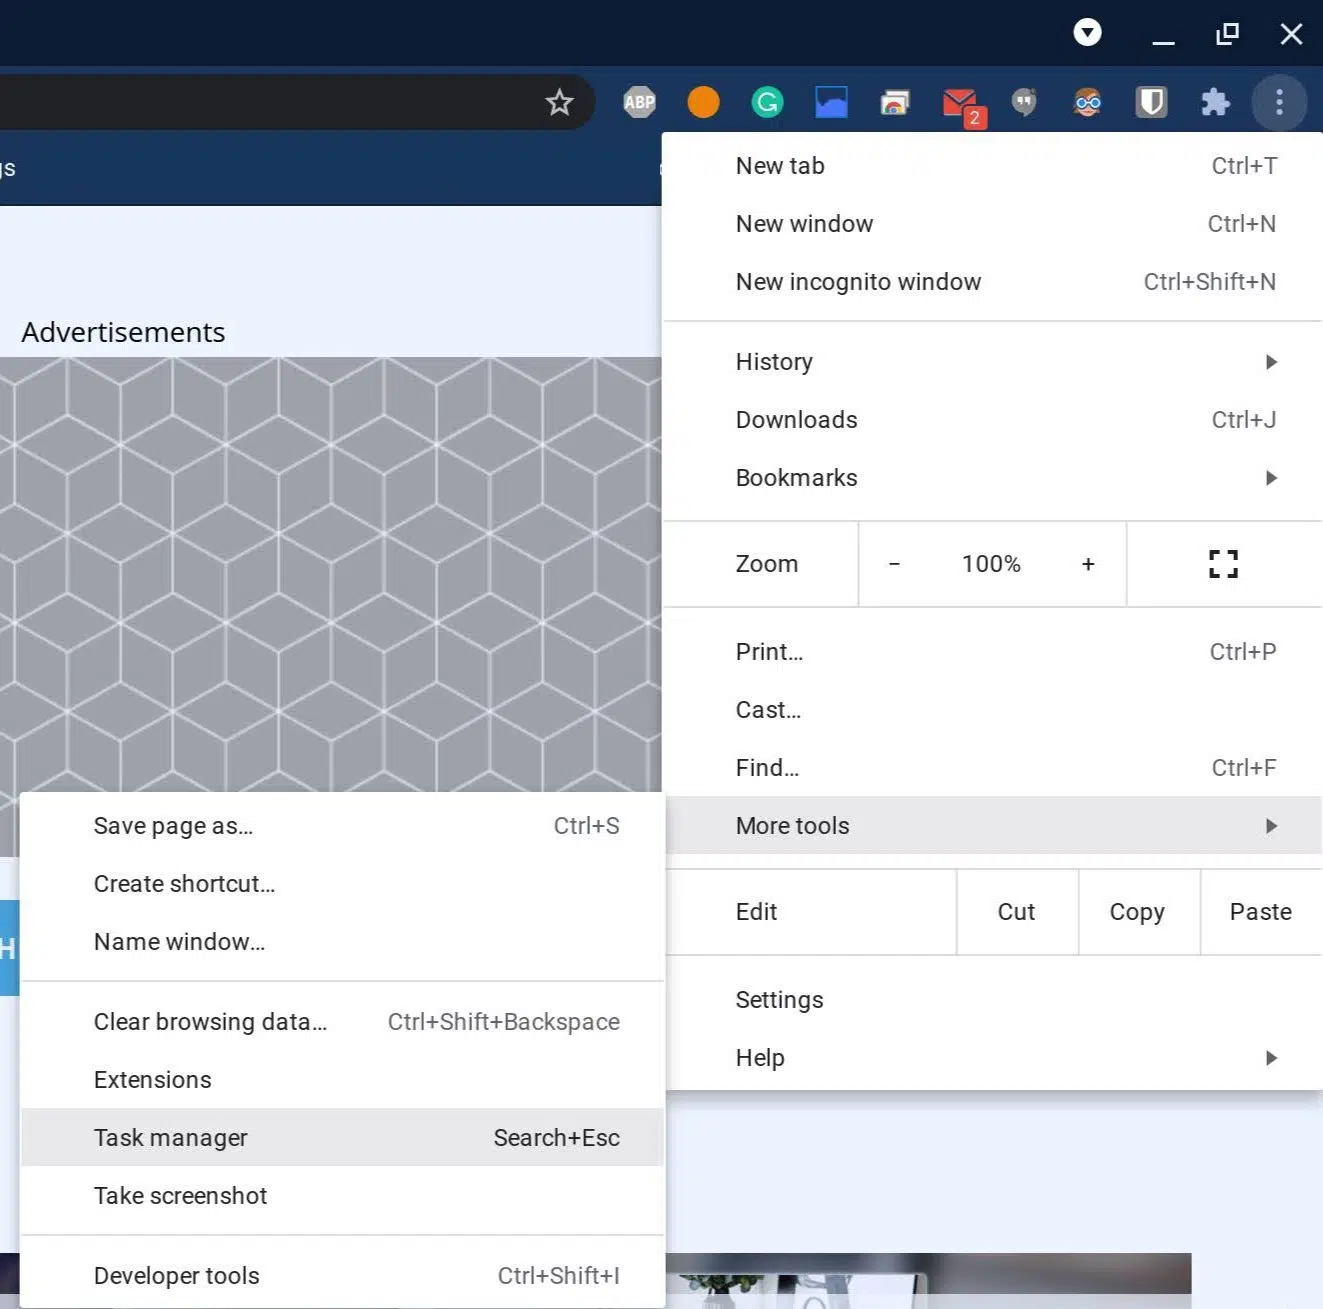 ABP
2
gs
New tab Ctrl+T
New window Ctrl+N
New incognito window Ctrl+Shift+N
Advertisements
History
Downloads Ctrl+J
Bookmarks
Zoom - 100% +
Print... Ctrl+P
Cast...
Find... Ctrl+F
More tools
Edit Cut Copy Paste
Settings
Help
Save page as... Ctrl+S
Create shortcut...
Name window...
H
Clear browsing data... Ctrl+Shift+Backspace
Extensions
Task manager Search+Esc
Take screenshot
Developer tools Ctrl+Shift+I